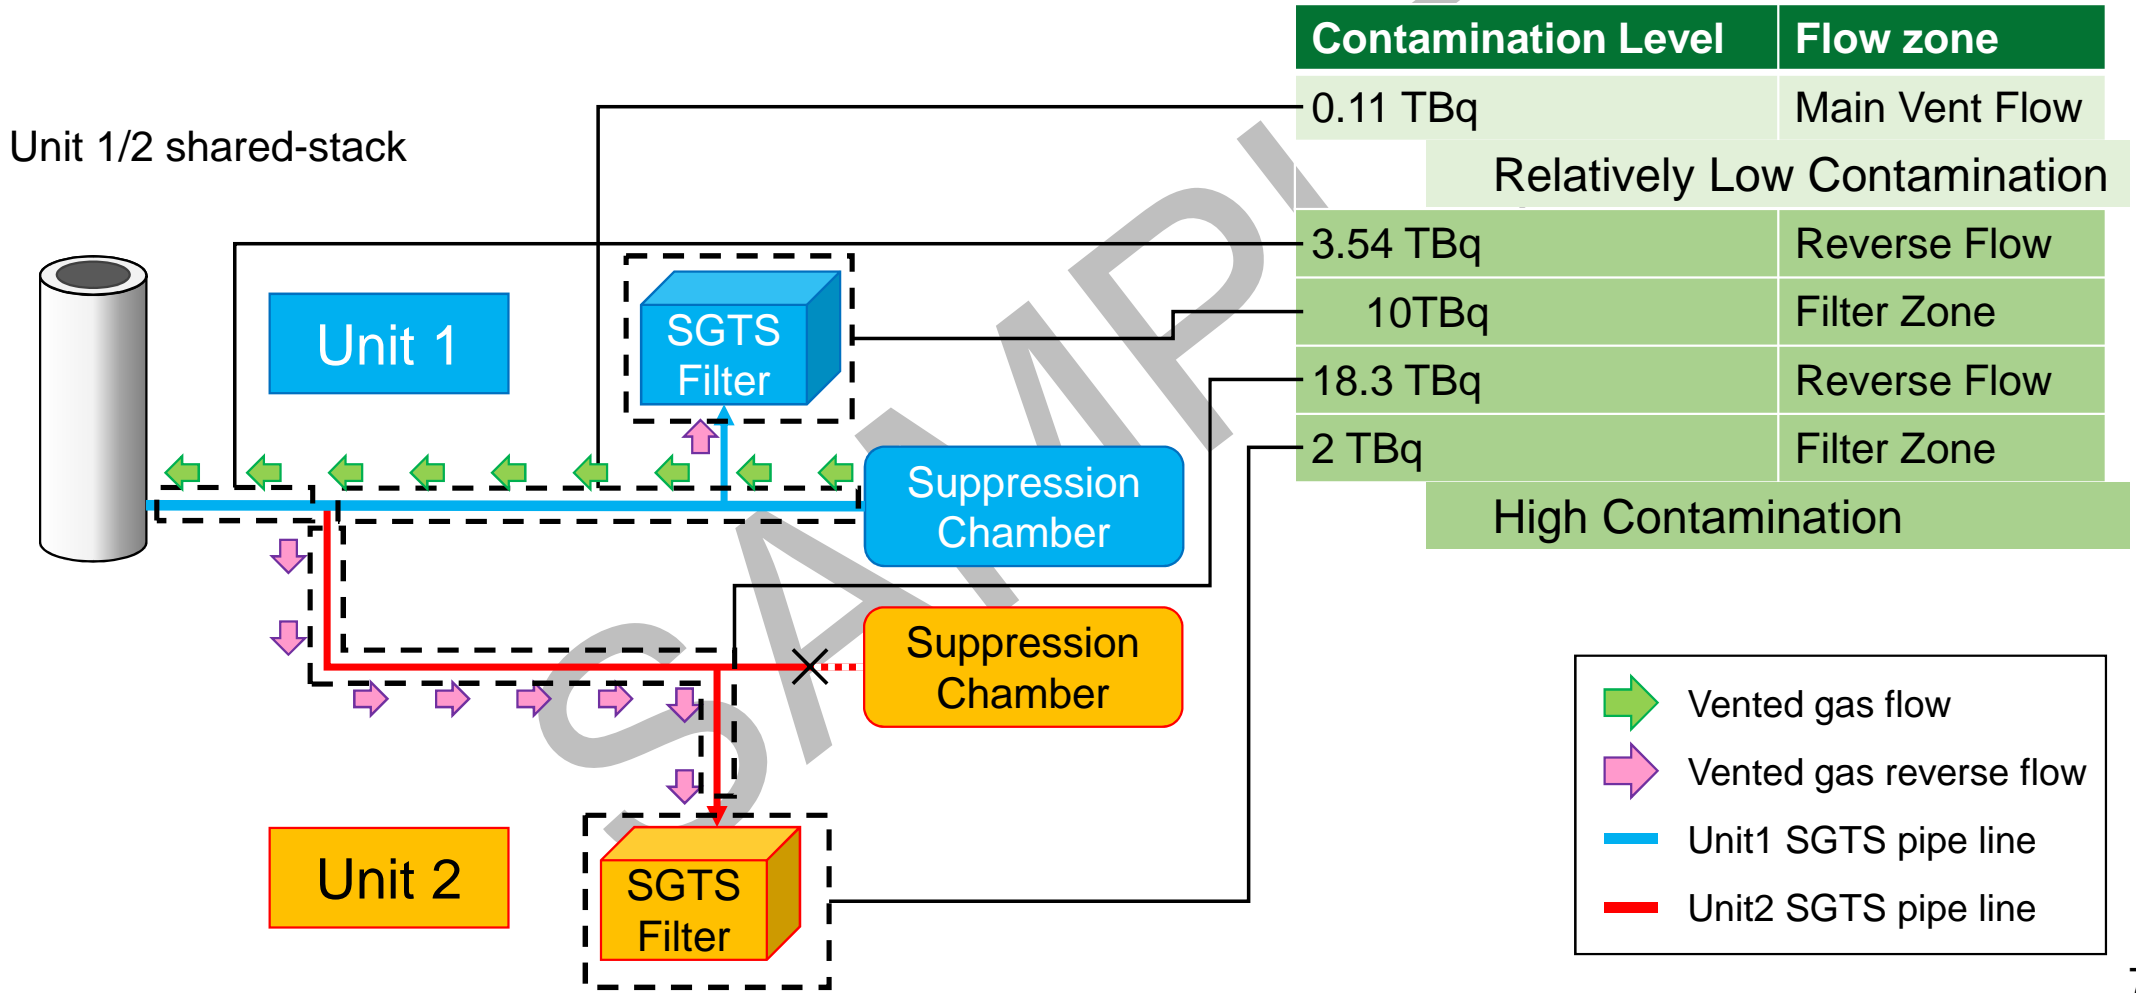 Contamination Level Flow zone
0.11 TBq Main Vent Flow
Relatively Low Contamination
3.54 TBq Reverse Flow
10TBq Filter Zone
18.3 TBq Reverse Flow
2 TBq Filter Zone
High Contamination
Unit 1/2 shared-stack
Unit 1
SGTS
Filter
Suppression
Chamber
Suppression
Chamber
Unit 2
SGTS
Filter
Vented gas flow
Vented gas reverse flow
Unit1 SGTS pipe line
Unit2 SGTS pipe line